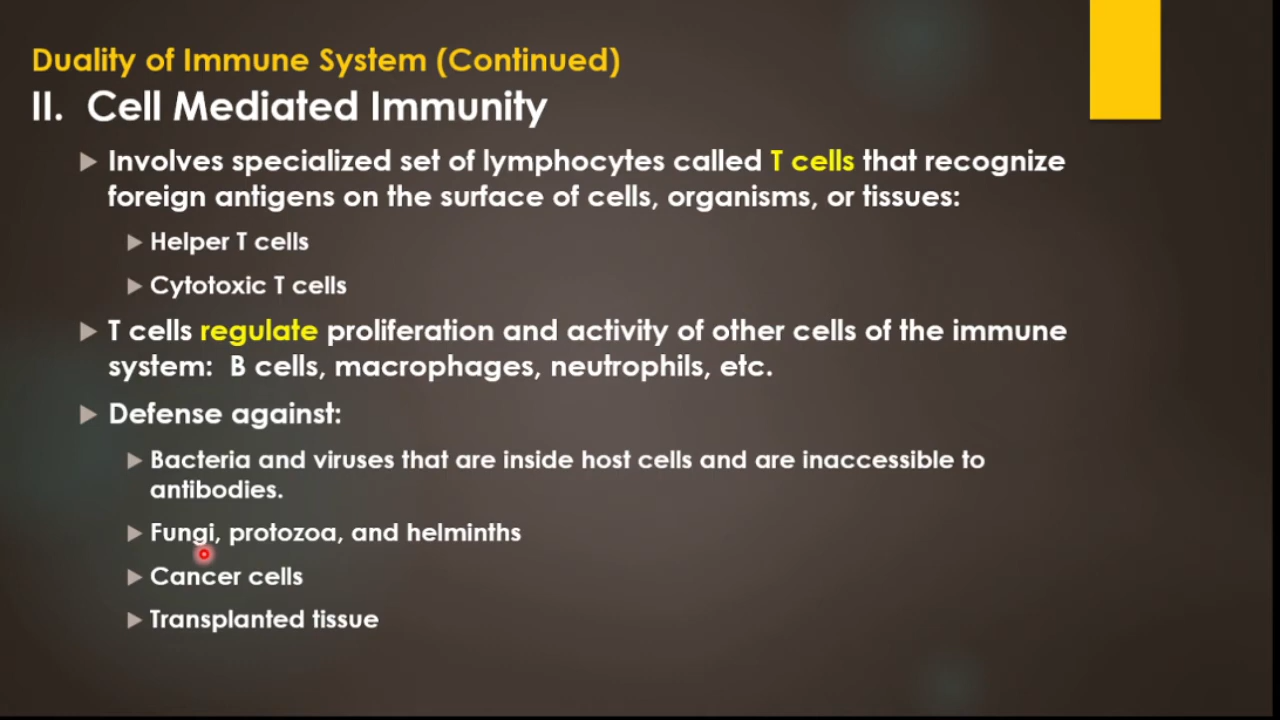 Duality of Immune System (Continued)
II. Cell Mediated Immunity
Involves specialized set of lymphocytes called T cells that recognize
foreign antigens on the surface of cells, organisms, or tissues:
Helper T cells
Cytotoxic T cells
T cells regulate proliferation and activity of other cells of the immune
system: B cells, macrophages, neutrophils, etc.
Defense against:
Bacteria and viruses that are inside host cells and are inaccessible to
antibodies.
Fungi, protozoa, and helminths
Cancer cells
Transplanted tissue